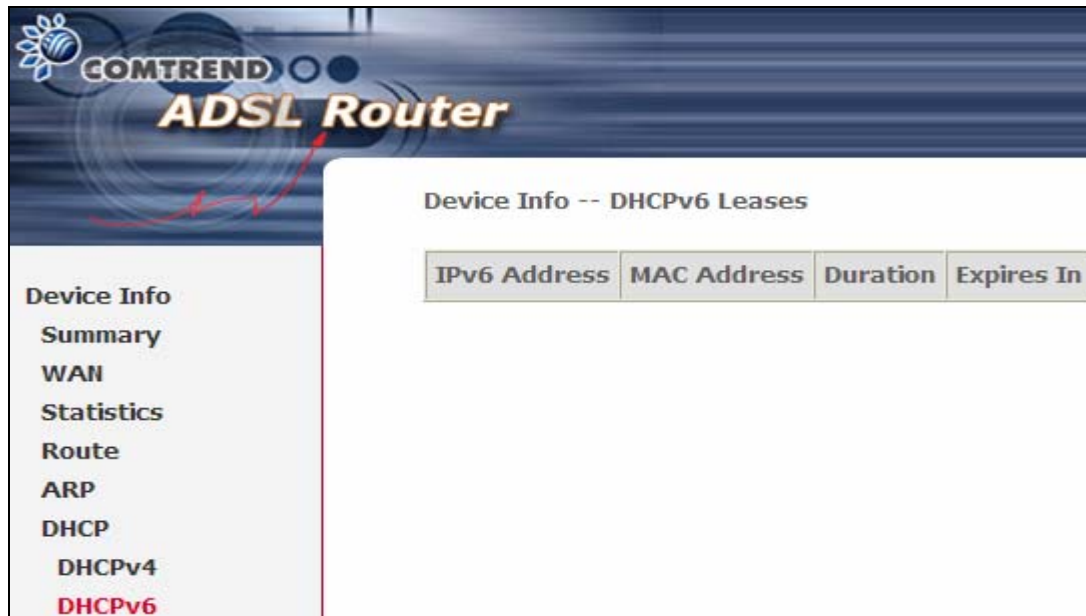 COMTREND
ADSL Router
Device Info -- DHCPv6 Leases
IPv6 Address MAC Address Duration Expires In
Device Info
Summary
WAN
Statistics
Route
ARP
DHCP
DHCPv4
DHCPv6